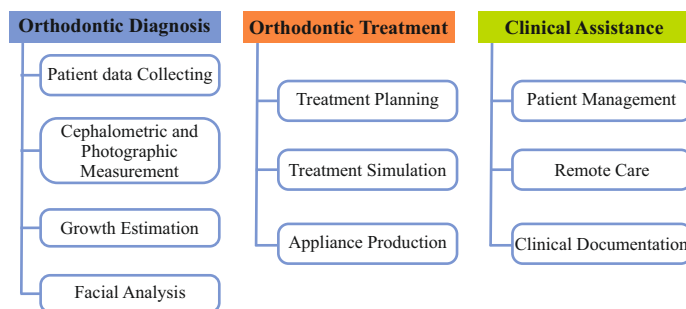 Orthodontic Diagnosis
Patient data Collecting
Cephalometric and
Photographic
Measurement
Growth Estimation
Facial Analysis
Orthodontic Treatment
Treatment Planning
Treatment Simulation
Appliance Production
Clinical Assistance
Patient Management
Remote Care
Clinical Documentation